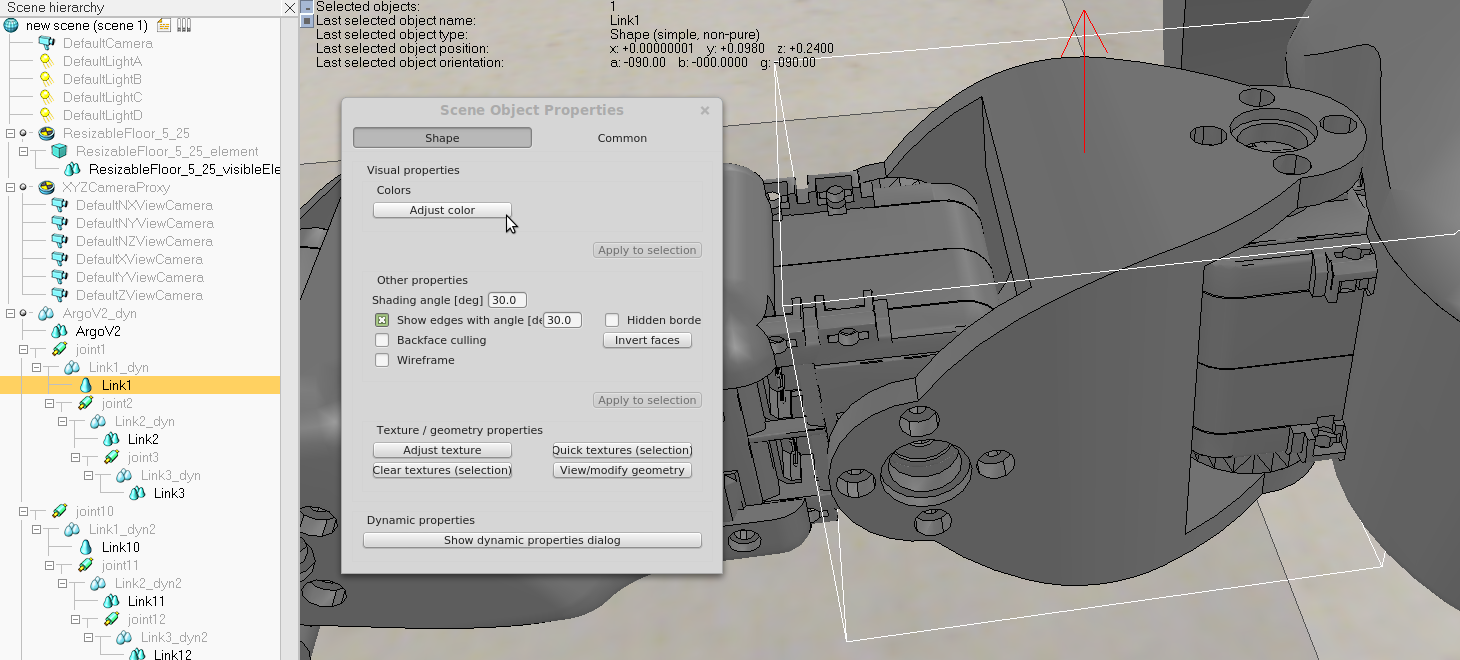 Scene hierarchy
new scene (scene 1)
DefaultCamera
DefaultLightA
DefaultLightB
DefaultLightC
DefaultLightD
ResizableFloor_5_25
ResizableFloor_5_25_element
ResizableFloor_5_25_visibleEle
XYZCameraProxy
DefaultNXViewCamera
DefaultNYViewCamera
DefaultNZViewCamera
DefaultXViewCamera
DefaultYViewCamera
DefaultZViewCamera
ArgoV2_dyn
ArgoV2
joint1
Link1_dyn
Link1
joint2
Link2_dyn
Link2
joint3
Link3_dyn
Link3
joint10
Link1_dyn2
Link10
joint11
Link2_dyn2
Link11
joint12
Link3_dyn2
Link12
Selected objects: 1
Last selected object name: Link1
Last selected object type: Shape (simple, non-pure)
Last selected object position: x: +0.00000001 y: +0.0980 z: +0.2400
Last selected object orientation: a: -090.00 b: -000.0000 g: -090.00
Scene Object Properties
Shape Common
Visual properties
Colors
Adjust color
Apply to selection
Other properties
Shading angle [deg] 30.0
Show edges with angle [de 30.0 Hidden borde
Backface culling Invert faces
Wireframe
Apply to selection
Texture / geometry properties
Adjust texture Quick textures (selection)
Clear textures (selection) View/modify geometry
Dynamic properties
Show dynamic properties dialog